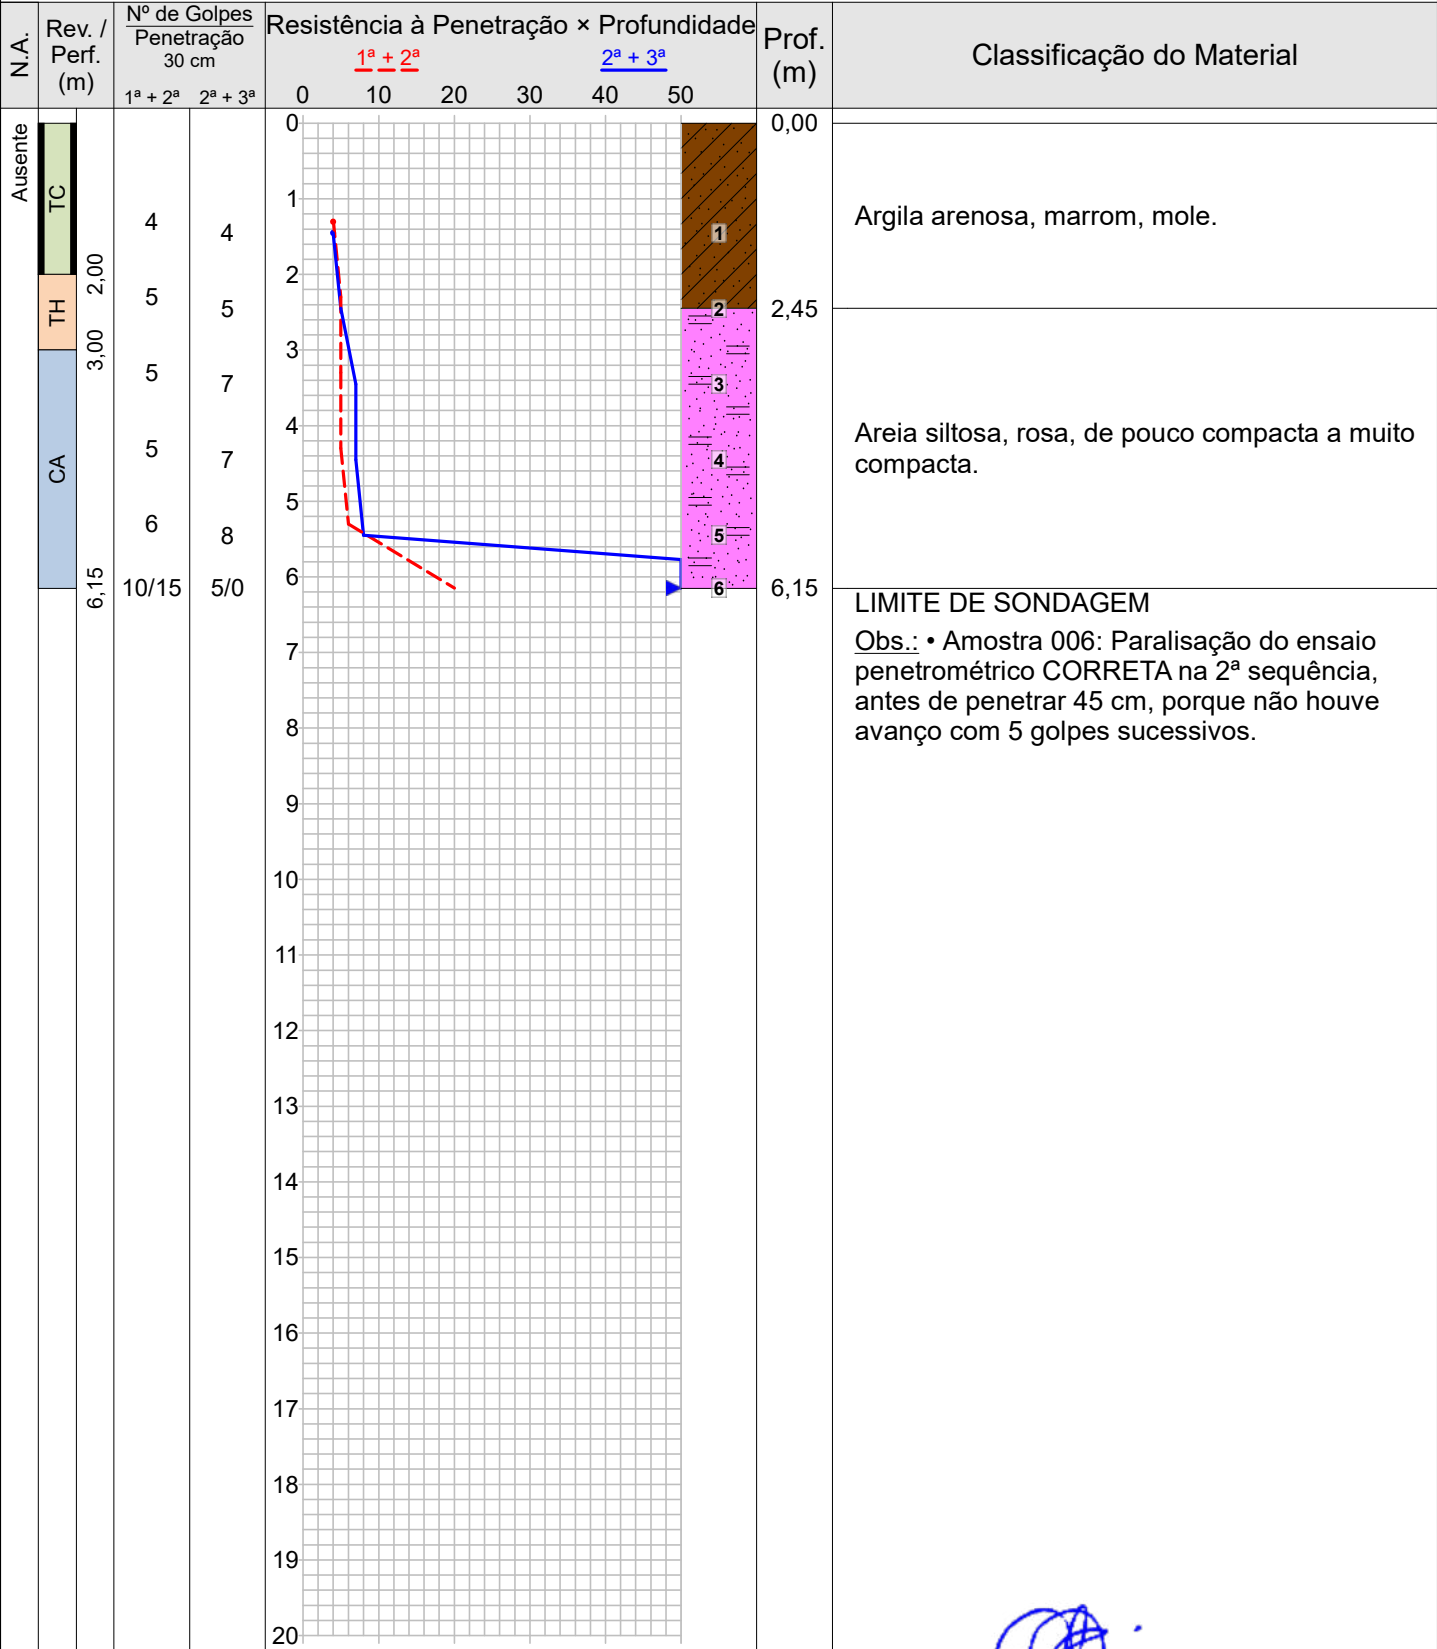 N.A.
Rev. /
Perf.
(m)
Nº de Golpes
Penetração
30 cm
1ª + 2ª 2ª + 3ª
Resistência à Penetração × Profundidade
1ª + 2ª 2ª + 3ª
0 10 20 30 40 50
Prof.
(m)
Classificação do Material
Ausente
TC
2,00
TH
3,00
CA
6,15
4 4
5 5
5 7
5 7
6 8
10/15 5/0
0
1
2
3
4
5
6
7
8
9
10
11
12
13
14
15
16
17
18
19
20
1
2
3
4
5
6
0,00
2,45
6,15
Argila arenosa, marrom, mole.
Areia siltosa, rosa, de pouco compacta a muito
compacta.
LIMITE DE SONDAGEM
Obs.: • Amostra 006: Paralisação do ensaio
penetrométrico CORRETA na 2ª sequência,
antes de penetrar 45 cm, porque não houve
avanço com 5 golpes sucessivos.